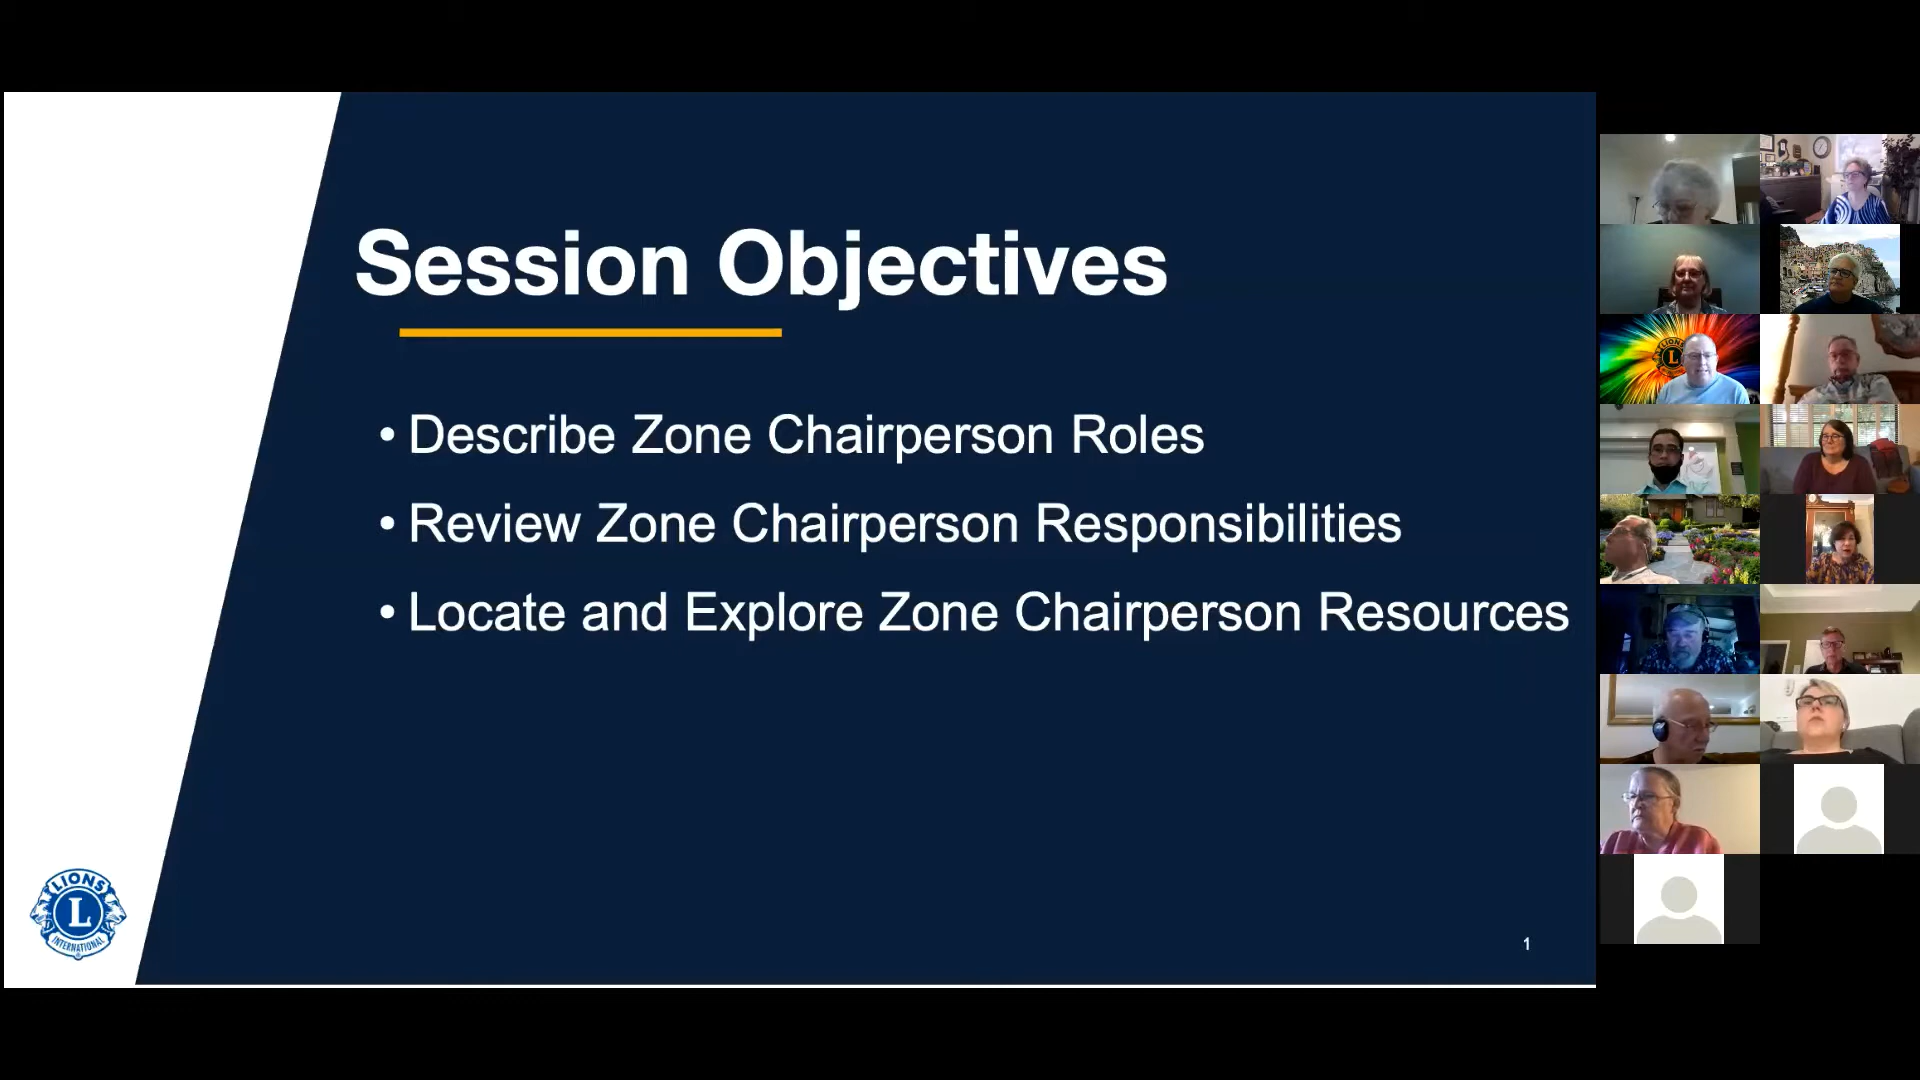 Session Objectives
• Describe Zone Chairperson Roles
• Review Zone Chairperson Responsibilities
• Locate and Explore Zone Chairperson Resources
LIONS
L
INTERNATIONAL
®
1
LIONS
L